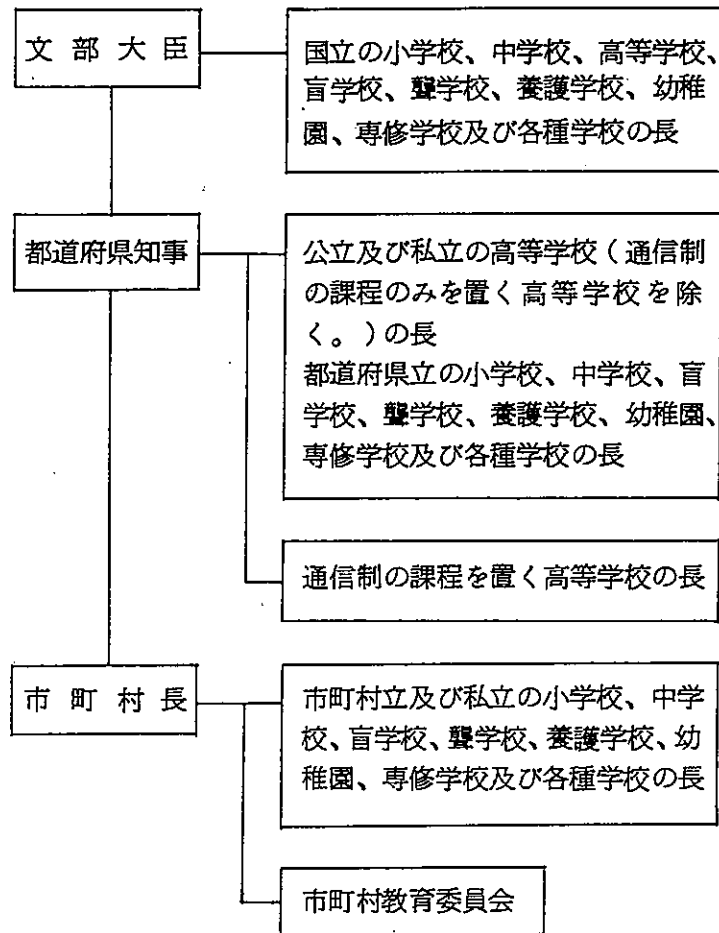 文部大臣
国立の小学校、中学校、高等学校、
盲学校、聾学校、養護学校、幼稚
園、専修学校及び各種学校の長
都道府県知事
公立及び私立の高等学校（通信制
の課程のみを置く高等学校を除
く。）の長
都道府県立の小学校、中学校、盲
学校、聾学校、養護学校、幼稚園、
専修学校及び各種学校の長
通信制の課程を置く高等学校の長
市町村長
市町村立及び私立の小学校、中学
校、盲学校、聾学校、養護学校、幼
稚園、専修学校及び各種学校の長
市町村教育委員会